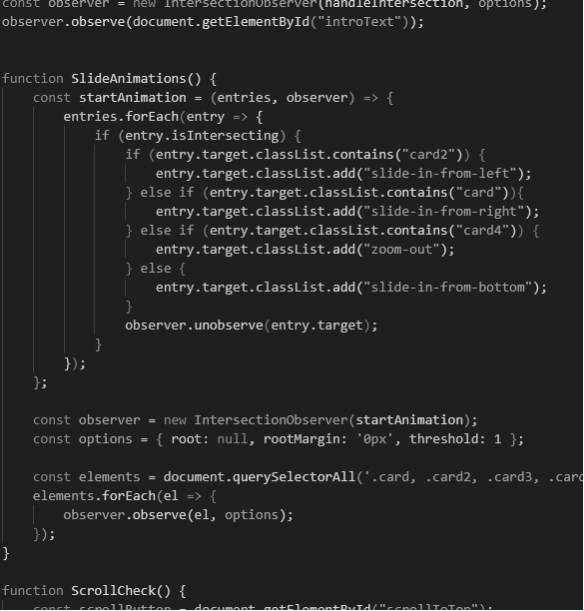 const observer = new IntersectionObserver(handleIntersection, options);
observer.observe(document.getElementById("introText"));
function SlideAnimations() {
const startAnimation = (entries, observer) => {
entries.forEach(entry => {
if (entry.isIntersecting) {
if (entry.target.classList.contains("card2")) {
entry.target.classList.add("slide-in-from-left");
} else if (entry.target.classList.contains("card")){
entry.target.classList.add("slide-in-from-right");
} else if (entry.target.classList.contains("card4")) {
entry.target.classList.add("zoom-out");
} else {
entry.target.classList.add("slide-in-from-bottom");
}
observer.unobserve(entry.target);
}
});
};
const observer = new IntersectionObserver(startAnimation);
const options = { root: null, rootMargin: '0px', threshold: 1 };
const elements = document.querySelectorAll('.card, .card2, .card3, .card
elements.forEach(el => {
observer.observe(el, options);
});
}
function ScrollCheck() {
const scrollButton = document.getElementById("scrollToTop");